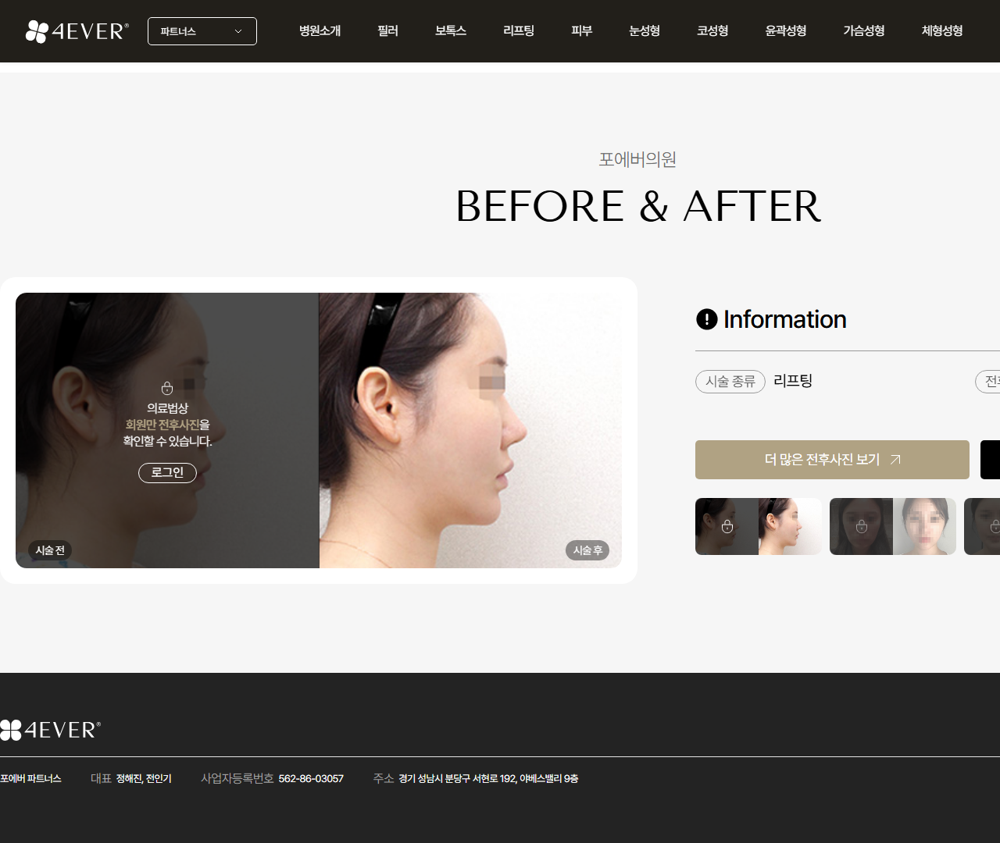 4EVER®
파트너스
병원소개 필러 보톡스 리프팅 피부 눈성형 코성형 윤곽성형 가슴성형 체형성형
포에버의원
BEFORE & AFTER
의료법상
회원만 전후사진을
확인할 수 있습니다.
로그인
시술 전
시술 후
Information
시술 종류 리프팅
더 많은 전후사진 보기
4EVER®
포에버 파트너스 대표 정해진, 전인기 사업자등록번호 562-86-03057 주소 경기 성남시 분당구 서현로 192, 야베스밸리 9층